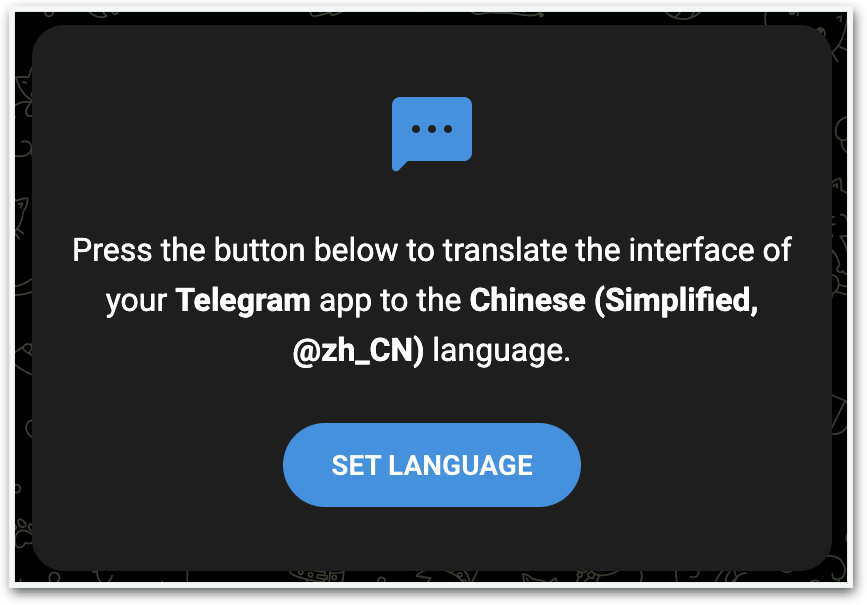 Press the button below to translate the interface of
your Telegram app to the Chinese (Simplified,
@zh_CN) language.
SET LANGUAGE